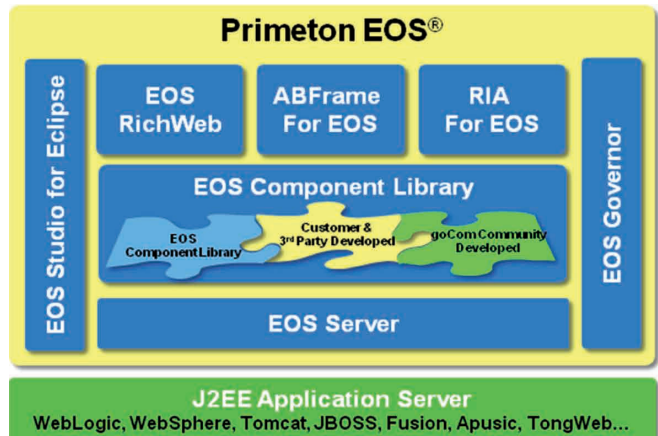 Primeton EOS®
EOS Studio for Eclipse
EOS
RichWeb
ABFrame
For EOS
RIA
For EOS
EOS Governor
EOS Component Library
EOS
Component Library
Customer &
3rd Party Developed
goCom Community
Developed
EOS Server
J2EE Application Server
WebLogic, WebSphere, Tomcat, JBOSS, Fusion, Apusic, TongWeb...